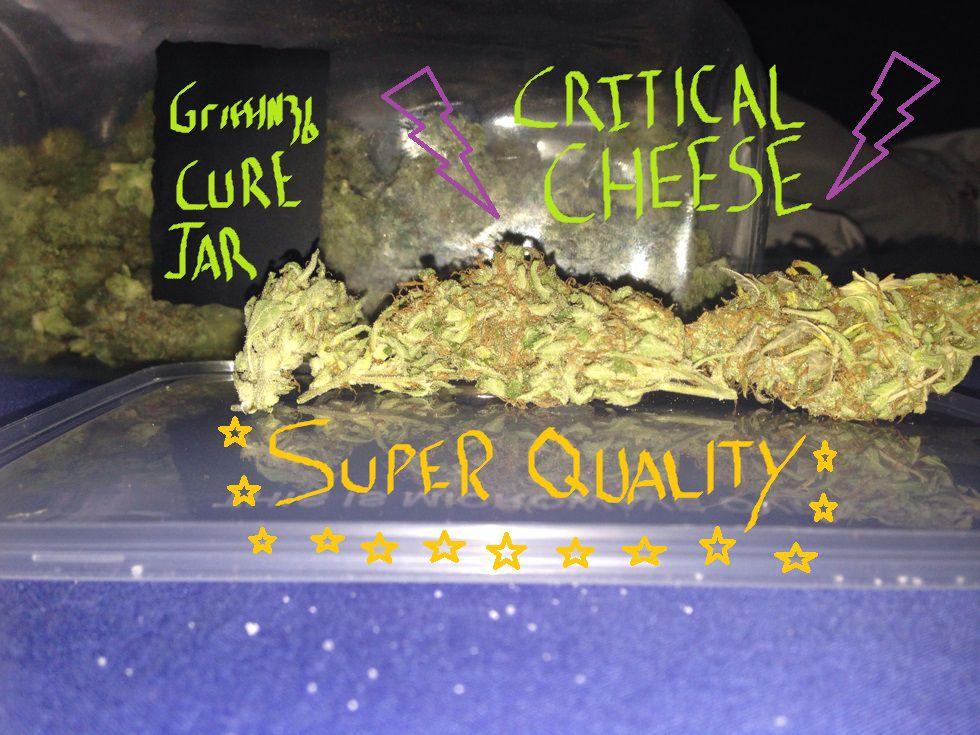 Griffin36
CURE
JAR
CRITICAL
CHEESE
SUPER QUALITY